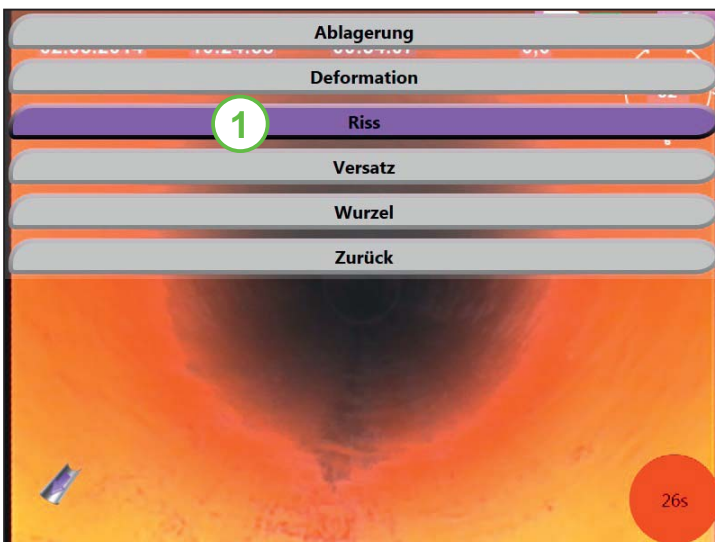 Ablagerung
Deformation
1
Riss
Versatz
Wurzel
Zurück
26s